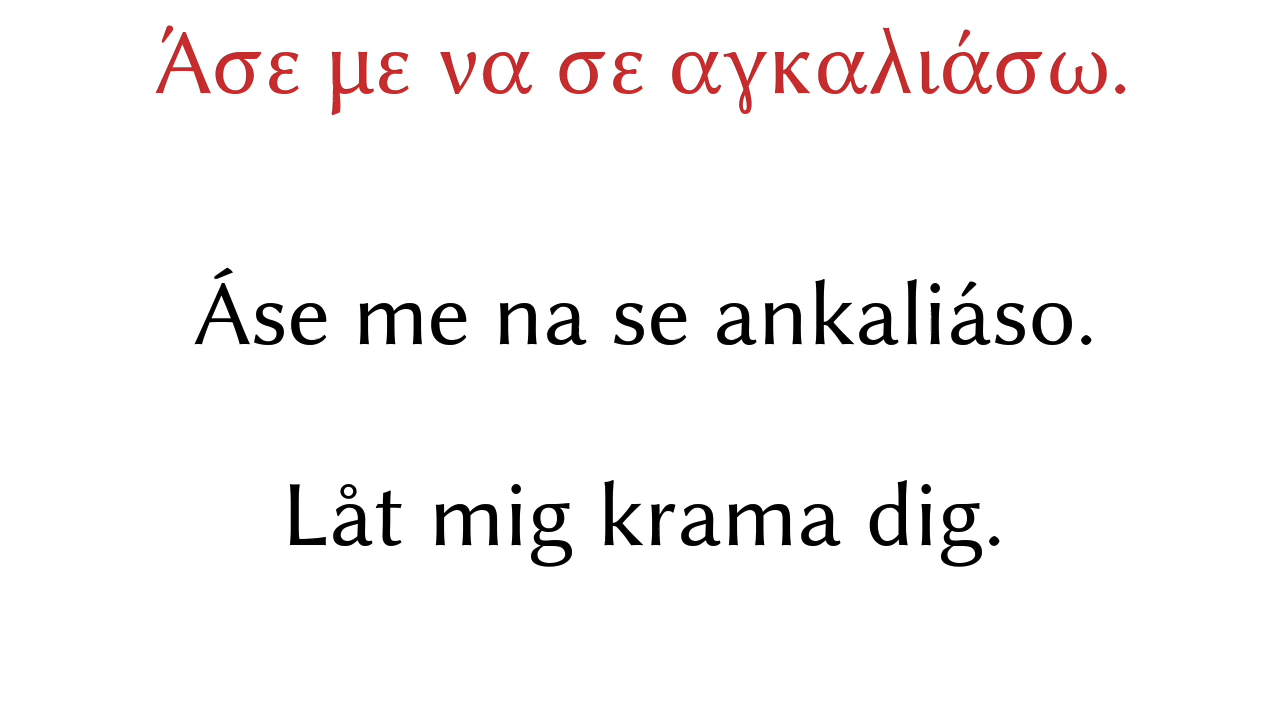 Άσε με να σε αγκαλιάσω.
Áse me na se ankaliáso.
Låt mig krama dig.